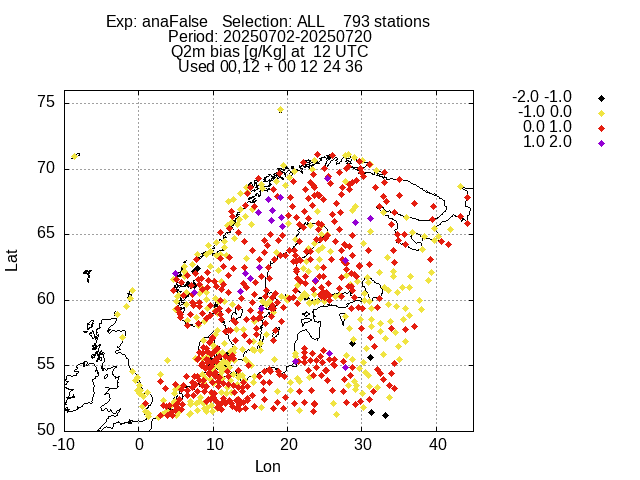 Exp: anaFalse   Selection: ALL    793 stations
Period: 20250702-20250720
Q2m bias [g/Kg] at  12 UTC
Used 00,12 + 00 12 24 36
-2.0 -1.0
-1.0 0.0
0.0 1.0
1.0 2.0
75
70
65
60
55
50
Lat
-10 0 10 20 30 40
Lon